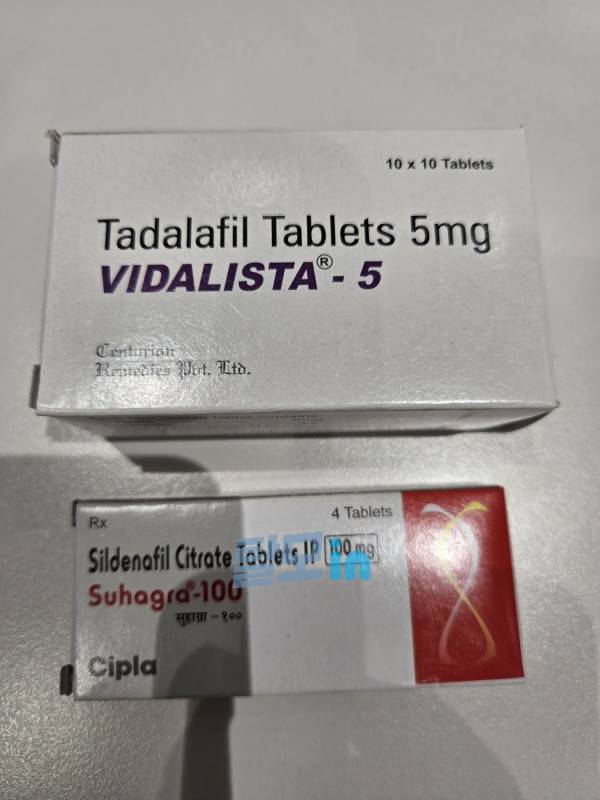 10 x 10 Tablets
Tadalafil Tablets 5mg
VIDALISTA® - 5
Centurion
Remedies Pvt. Ltd.
Rx
4 Tablets
Sildenafil Citrate Tablets IP 100 mg
Suhagra®-100
सुहाग्रा – १००
Cipla